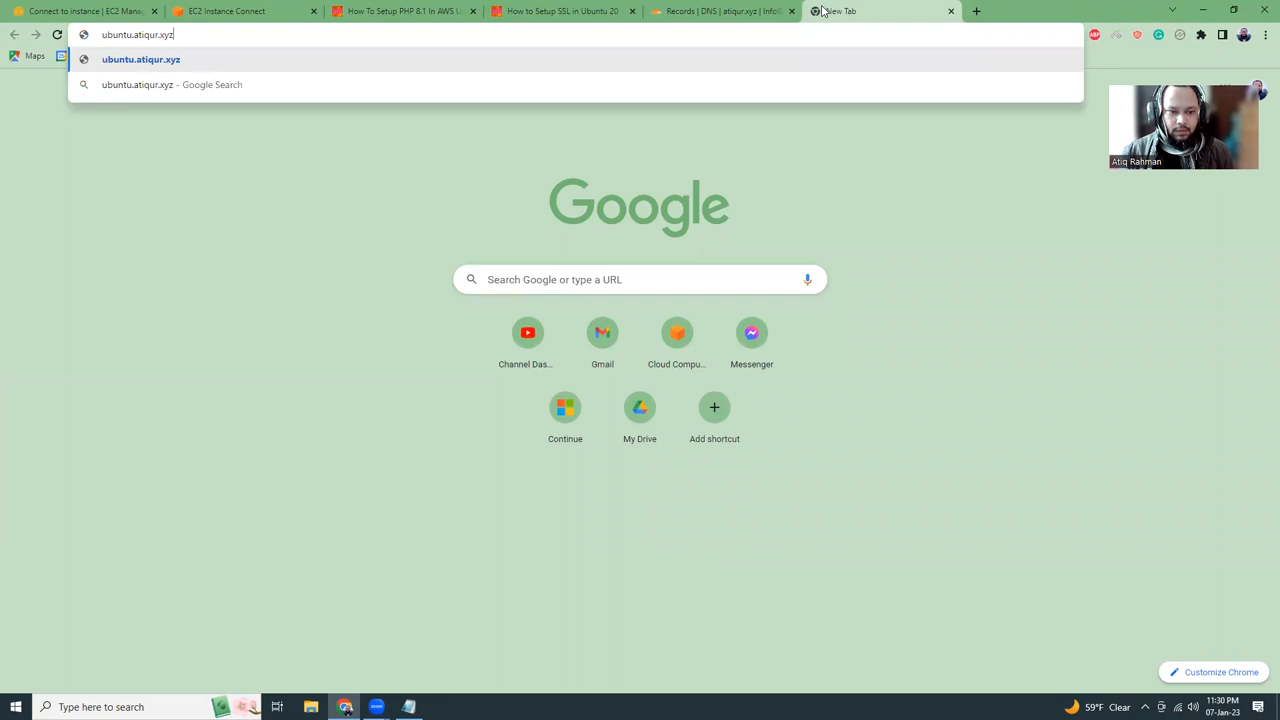 Connect to instance | EC2 Manag
EC2 Instance Connect
How To Setup PHP 8.1 In AWS U
How to Setup SSL in Ubuntu 20
Records | DNS | atiqur.xyz | Info@
New Tab
ubuntu.atiqur.xyz
Maps
ubuntu.atiqur.xyz
ubuntu.atiqur.xyz - Google Search
Atiq Rahman
Google
Search Google or type a URL
Channel Das...
Gmail
Cloud Compu...
Messenger
Continue
My Drive
Add shortcut
Customize Chrome
Type here to search
59°F Clear
11:30 PM
07-Jan-23